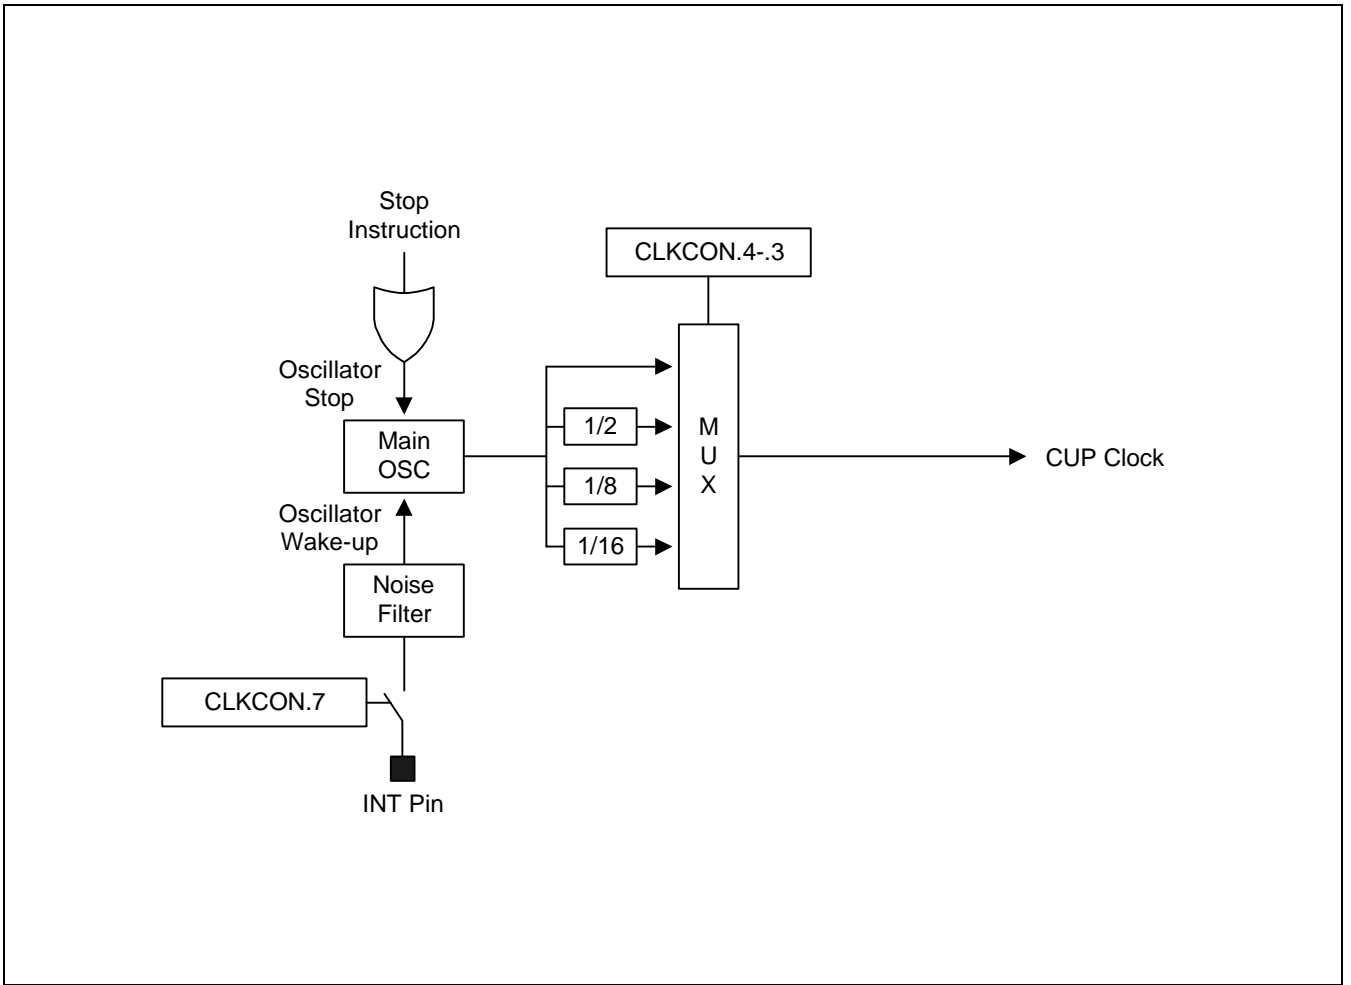 Stop
Instruction
CLKCON.4-.3
Oscillator
Stop
Main
OSC
1/2
1/8
1/16
M
U
X
CUP Clock
Oscillator
Wake-up
Noise
Filter
CLKCON.7
INT Pin